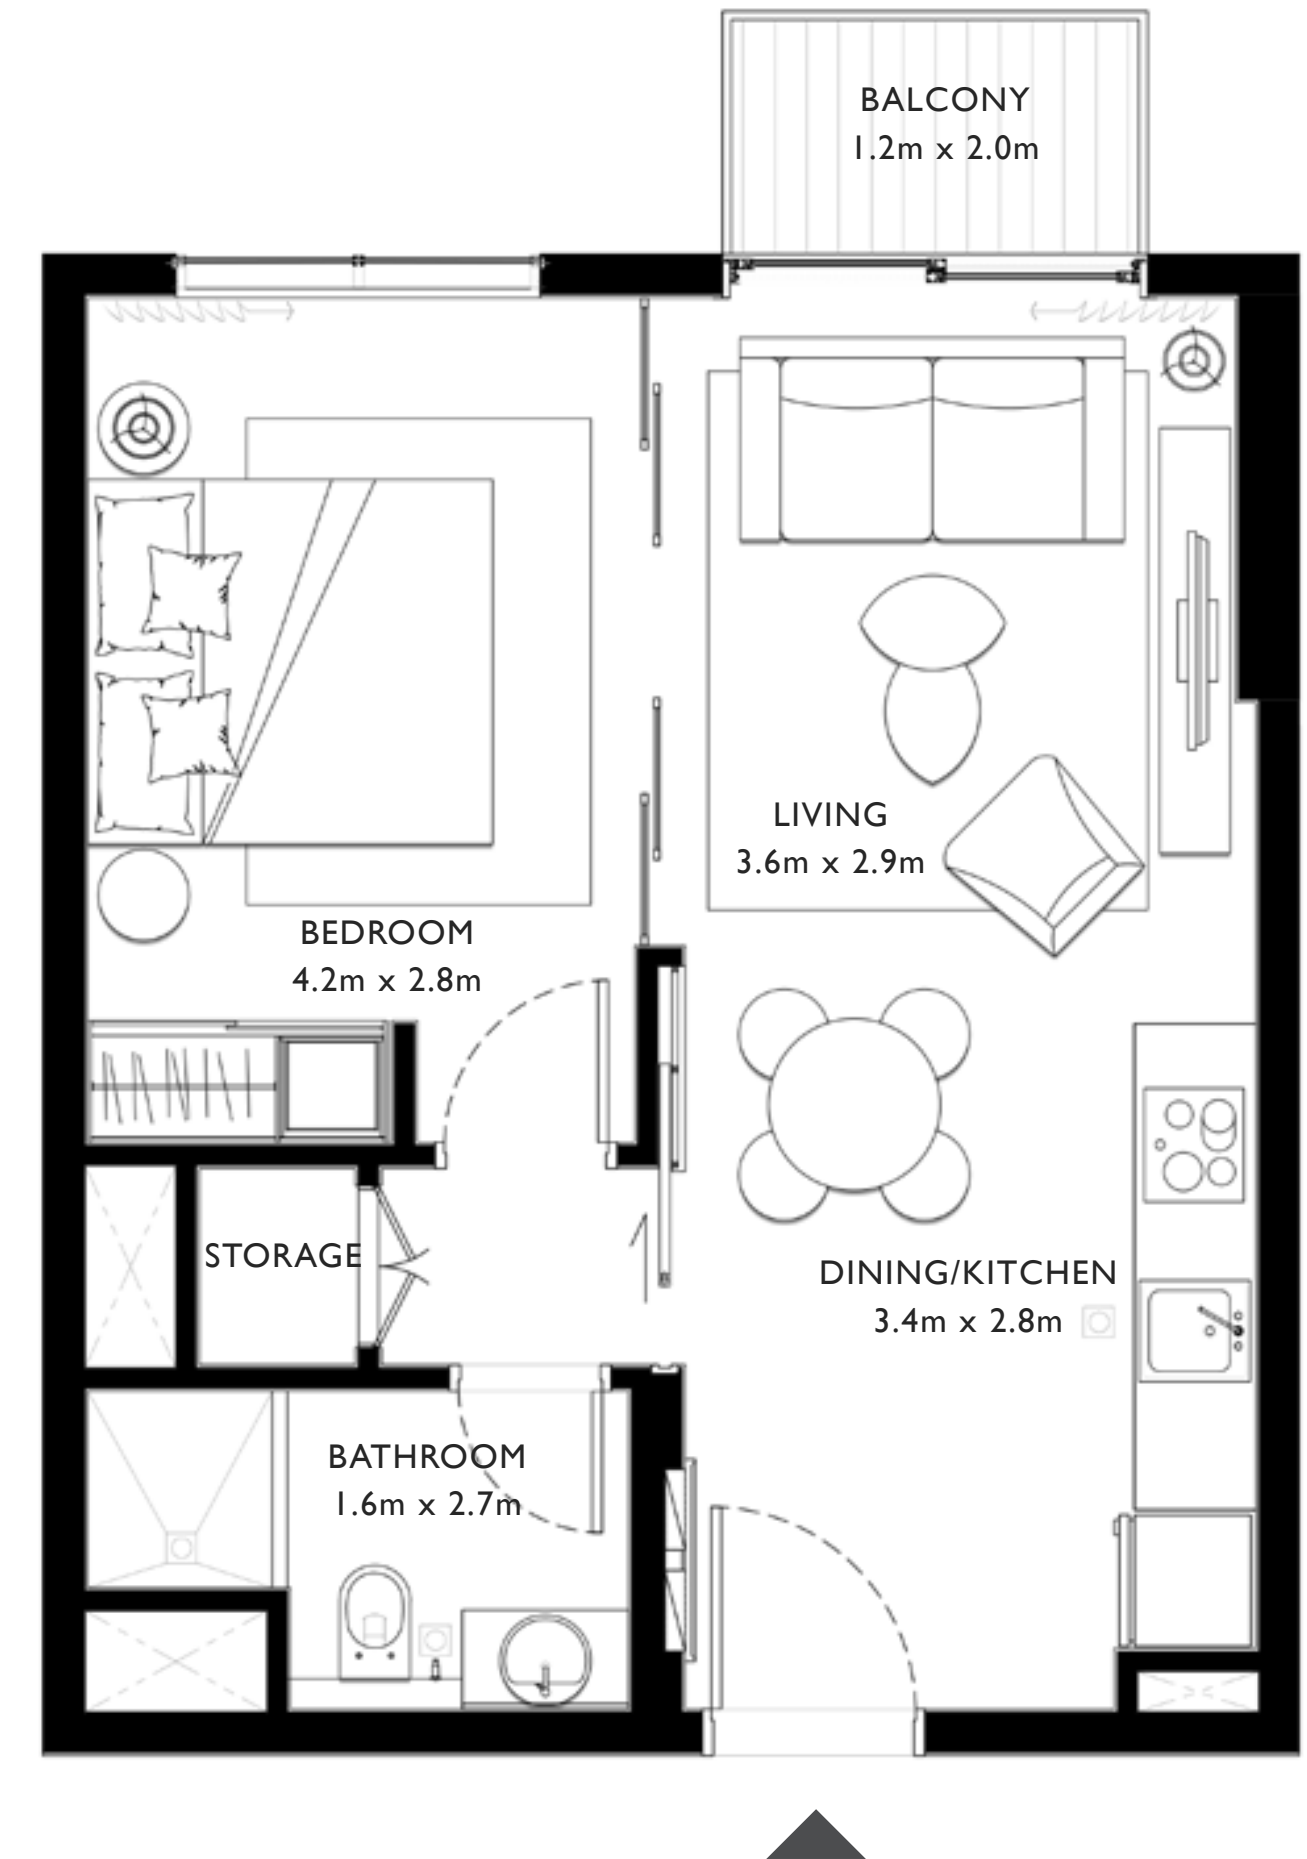 BALCONY
1.2m x 2.0m
LIVING
3.6m x 2.9m
BEDROOM
4.2m x 2.8m
STORAGE
DINING/KITCHEN
3.4m x 2.8m
BATHROOM
1.6m x 2.7m